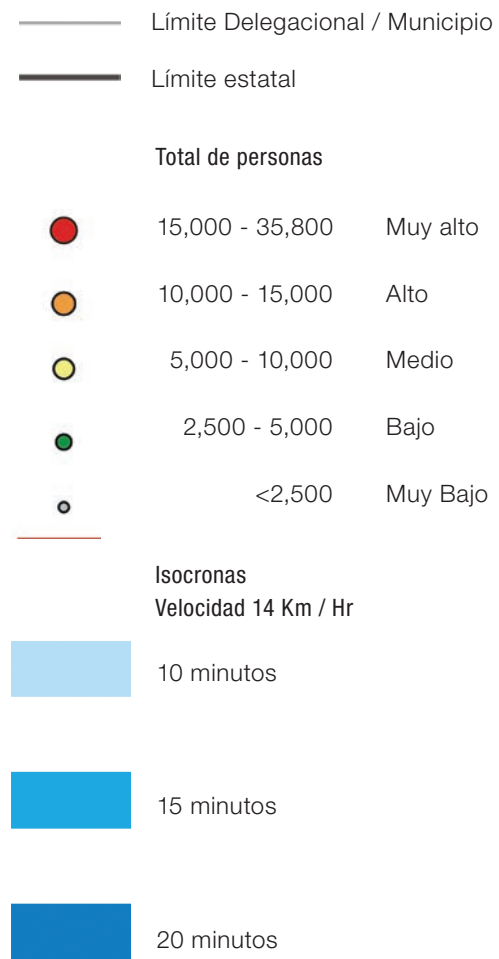 Límite Delegacional / Municipio
Límite estatal
Total de personas
15,000 - 35,800 Muy alto
10,000 - 15,000 Alto
5,000 - 10,000 Medio
2,500 - 5,000 Bajo
<2,500 Muy Bajo
Isocronas
Velocidad 14 Km / Hr
10 minutos
15 minutos
20 minutos